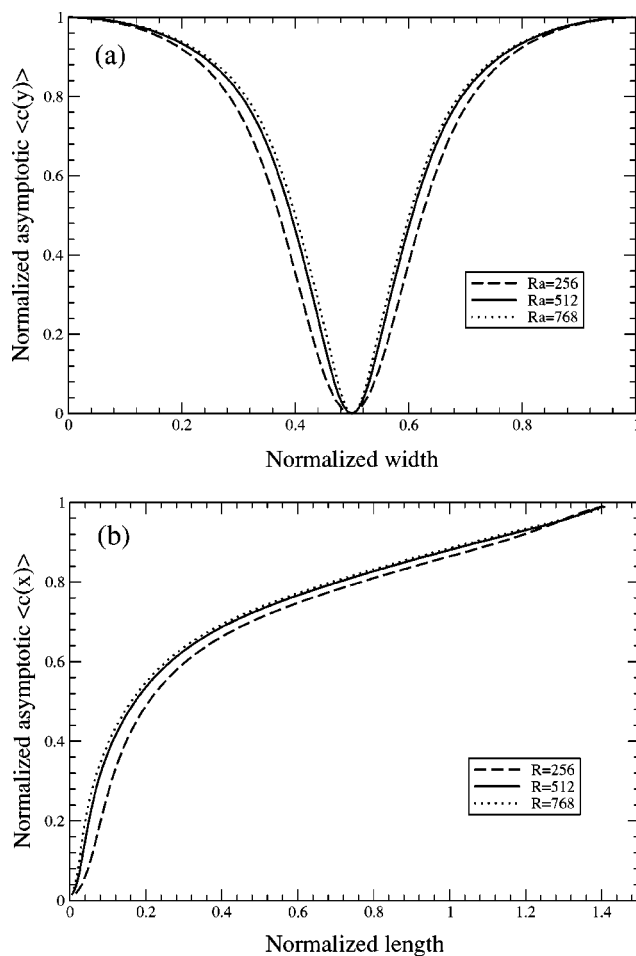 (a)
Normalized asymptotic <c(y)>
1
0.8
0.6
0.4
0.2
0
Ra=256
Ra=512
Ra=768
0 0.2 0.4 0.6 0.8 1
Normalized width
(b)
Normalized asymptotic <c(x)>
1
0.8
0.6
0.4
0.2
0
R=256
R=512
R=768
0 0.2 0.4 0.6 0.8 1 1.2 1.4
Normalized length